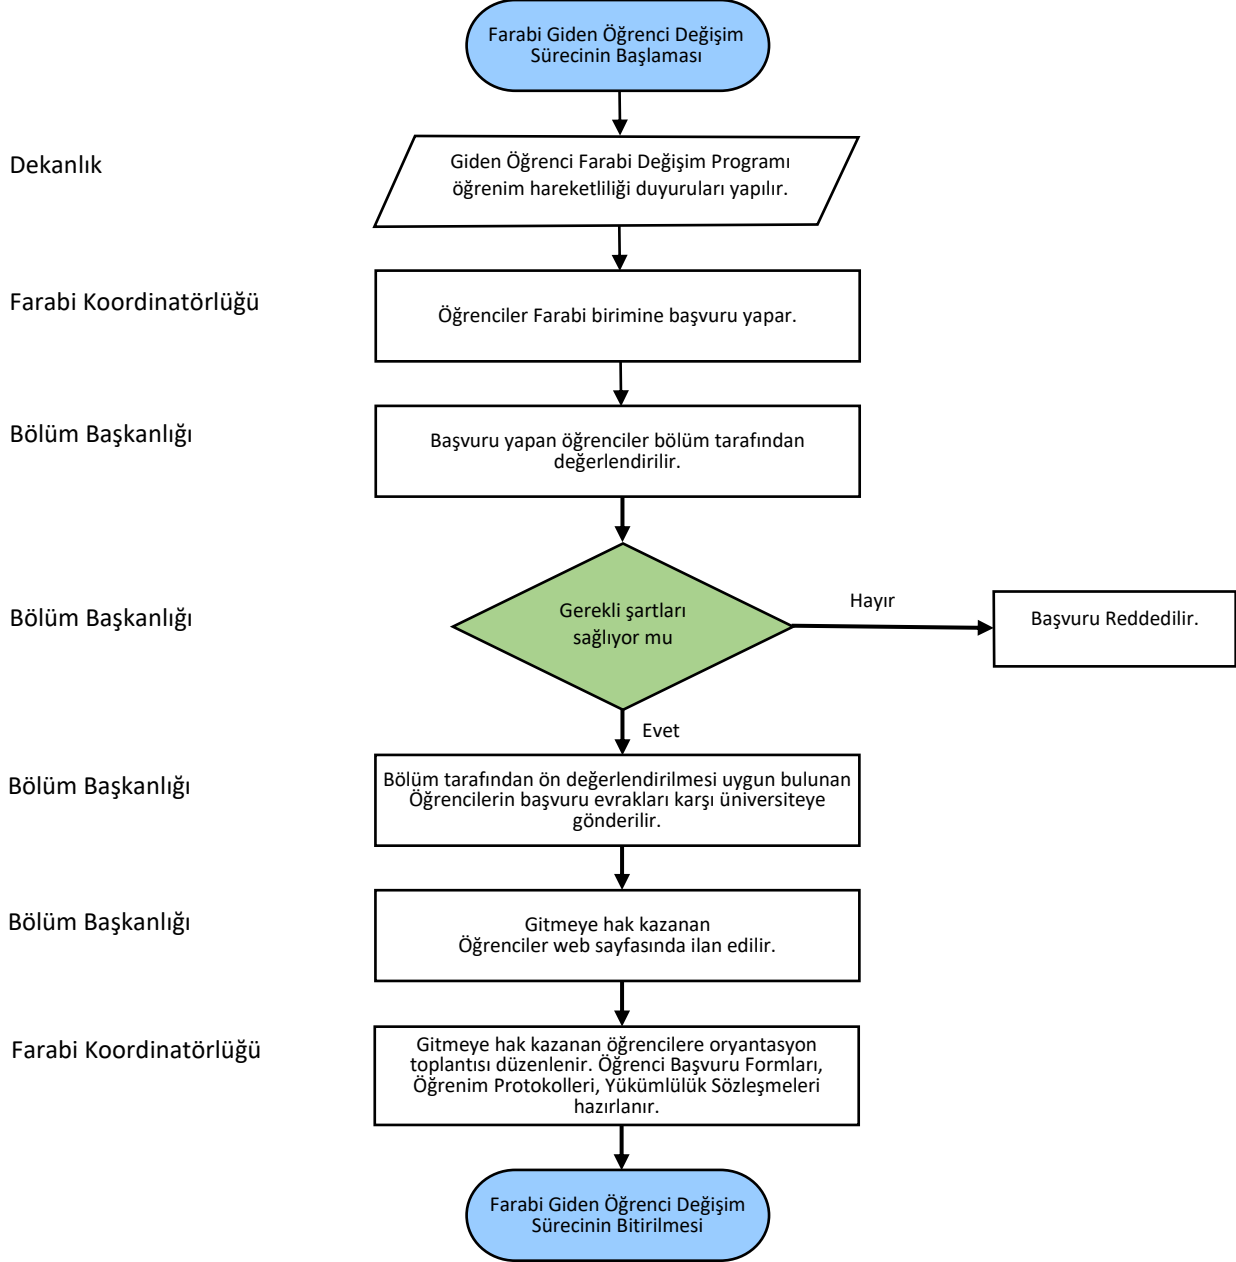 Farabi Giden Öğrenci Değişim
Sürecinin Başlaması
Dekanlık
Giden Öğrenci Farabi Değişim Programı
öğrenim hareketliliği duyuruları yapılır.
Farabi Koordinatörlüğü
Öğrenciler Farabi birimine başvuru yapar.
Bölüm Başkanlığı
Başvuru yapan öğrenciler bölüm tarafından
değerlendirilir.
Bölüm Başkanlığı
Gerekli şartları
sağlıyor mu
Hayır
Başvuru Reddedilir.
Evet
Bölüm Başkanlığı
Bölüm tarafından ön değerlendirilmesi uygun bulunan
Öğrencilerin başvuru evrakları karşı üniversiteye
gönderilir.
Bölüm Başkanlığı
Gitmeye hak kazanan
Öğrenciler web sayfasında ilan edilir.
Farabi Koordinatörlüğü
Gitmeye hak kazanan öğrencilere oryantasyon
toplantısı düzenlenir. Öğrenci Başvuru Formları,
Öğrenim Protokolleri, Yükümlülük Sözleşmeleri
hazırlanır.
Farabi Giden Öğrenci Değişim
Sürecinin Bitirilmesi